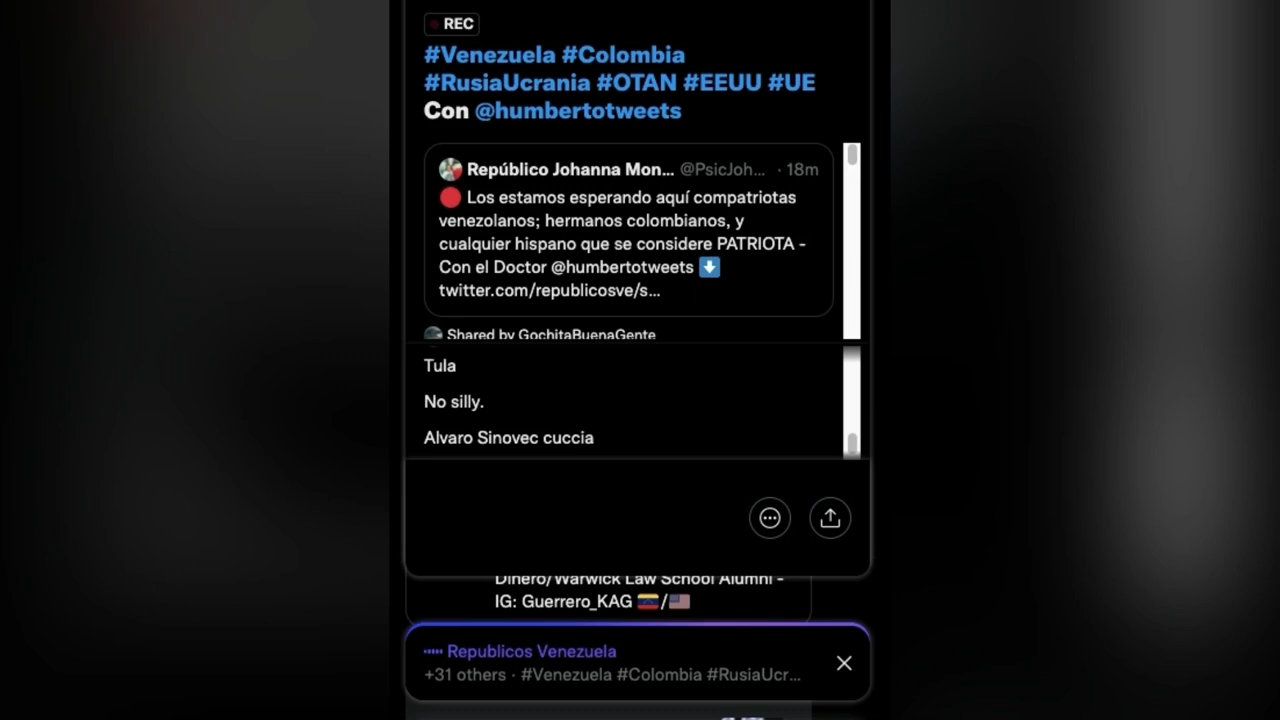 REC
#Venezuela #Colombia
#RusiaUcrania #OTAN #EEUU #UE
Con @humbertotweets
Repúblico Johanna Mon... @PsicJoh... · 18m
🔴 Los estamos esperando aquí compatriotas
venezolanos; hermanos colombianos, y
cualquier hispano que se considere PATRIOTA -
Con el Doctor @humbertotweets ⬇️
twitter.com/republicosve/s...
Shared by GochitaBuenaGente
Tula
No silly.
Alvaro Sinovec cuccia
Dinero/Warwick Law School Alumni -
IG: Guerrero_KAG 🇻🇪/🇺🇸
Republicos Venezuela
+31 others · #Venezuela #Colombia #RusiaUcr...